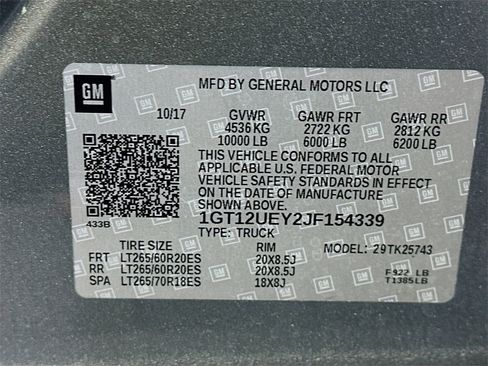 GM
MFD BY GENERAL MOTORS LLC
10/17 GVWR GAWR FRT GAWR RR
4536 KG 2722 KG 2812 KG
10000 LB 6000 LB 6200 LB
THIS VEHICLE CONFORMS TO ALL
APPLICABLE U.S. FEDERAL MOTOR
VEHICLE SAFETY STANDARDS IN EFFECT
ON THE DATE OF MANUFACTURE
SHOWN ABOVE.
433B 1GT12UEY2JF154339
TYPE: TRUCK
TIRE SIZE RIM MODEL: 29TK25743
FRT LT265/60R20ES 20X8.5J
RR LT265/60R20ES 20X8.5J F922 LB
SPA LT265/70R18ES 18X8J T1385LB